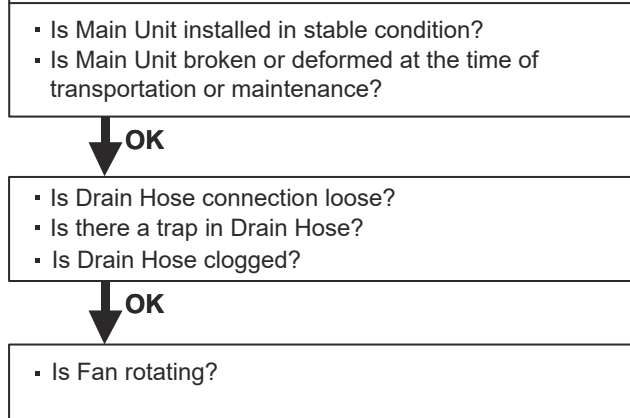 ▪ Is Main Unit installed in stable condition?
▪ Is Main Unit broken or deformed at the time of
transportation or maintenance?
OK
▪ Is Drain Hose connection loose?
▪ Is there a trap in Drain Hose?
▪ Is Drain Hose clogged?
OK
▪ Is Fan rotating?